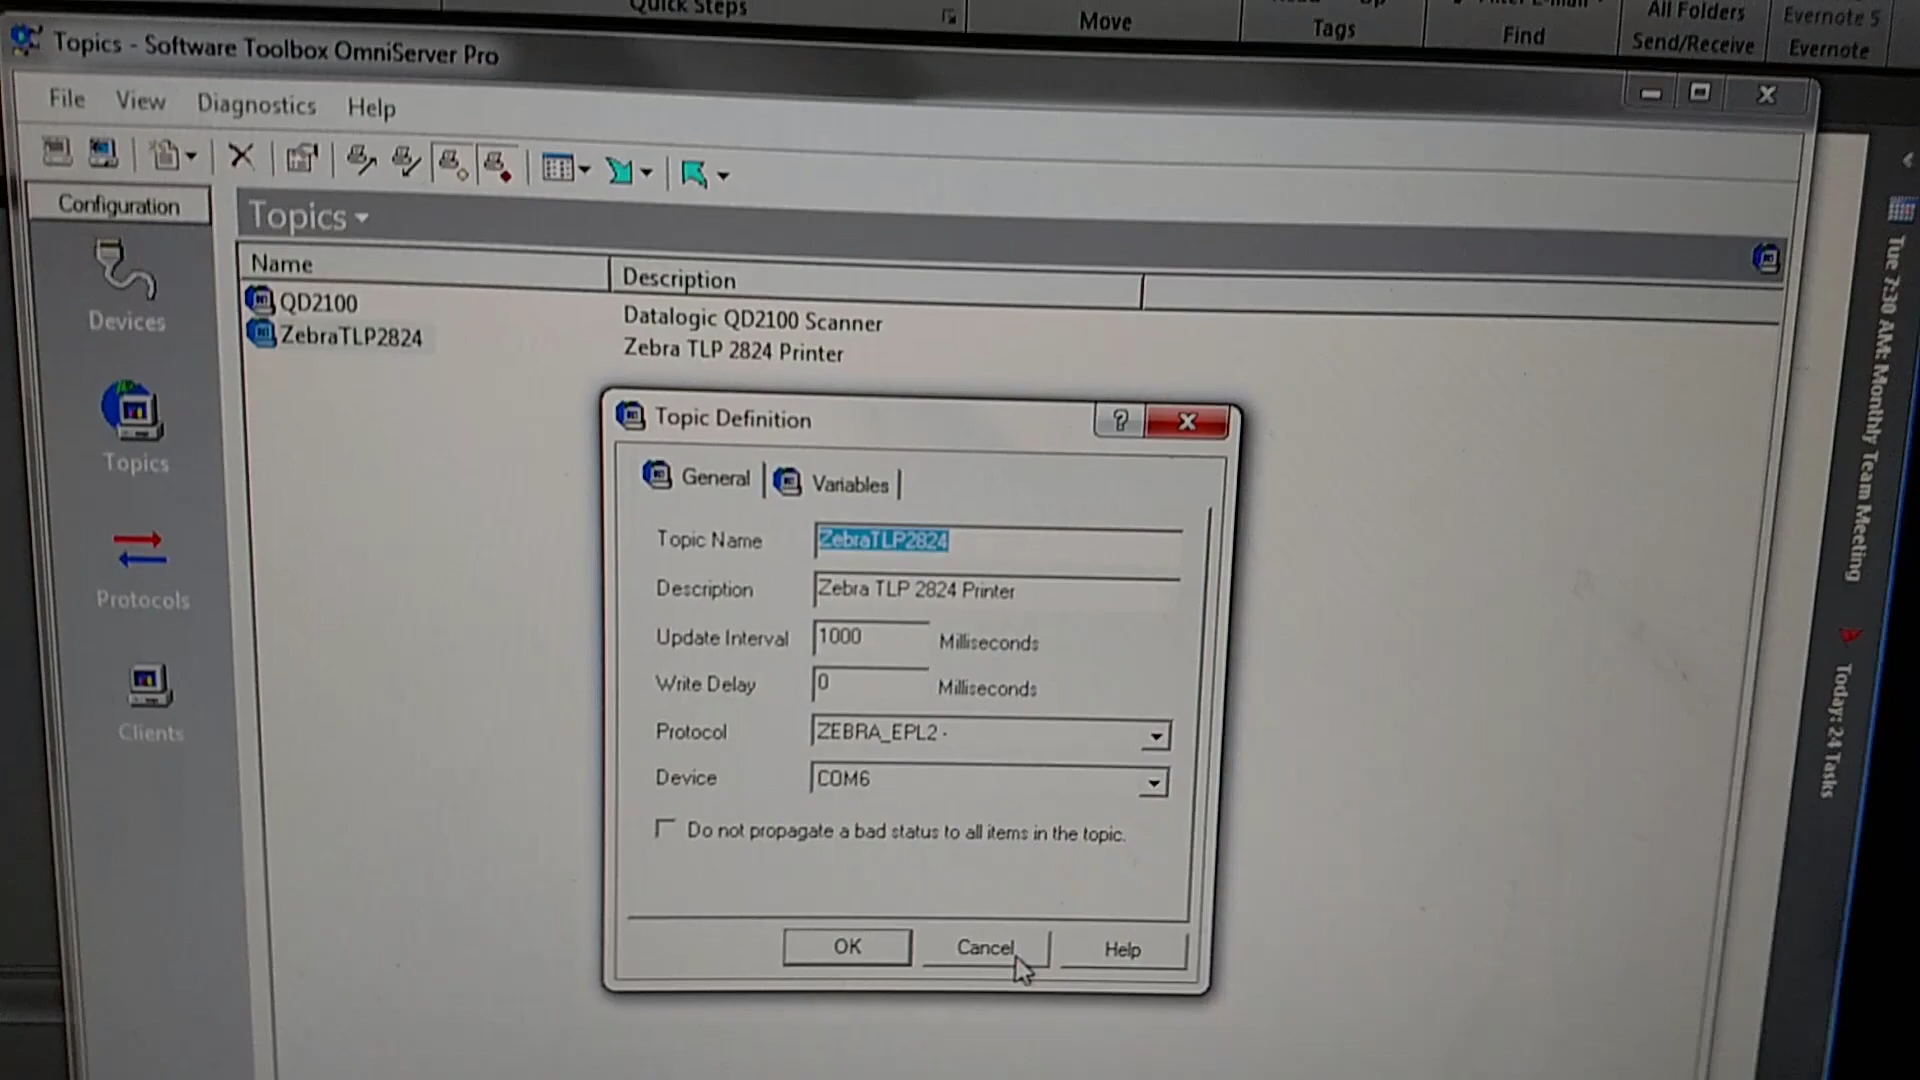 Quick Steps
Move
Tags
Find
All Folders
Send/Receive
Evernote 5
Evernote
Topics - Software Toolbox OmniServer Pro
File View Diagnostics Help
Configuration
Devices
Topics
Protocols
Clients
Topics
Name Description
QD2100 Datalogic QD2100 Scanner
ZebraTLP2824 Zebra TLP 2824 Printer
Topic Definition
General Variables
Topic Name ZebraTLP2824
Description Zebra TLP 2824 Printer
Update Interval 1000 Milliseconds
Write Delay 0 Milliseconds
Protocol ZEBRA_EPL2 -
Device COM6
Do not propagate a bad status to all items in the topic.
OK Cancel Help
Tue 7:30 AM: Monthly Team Meeting
Today: 24 Tasks